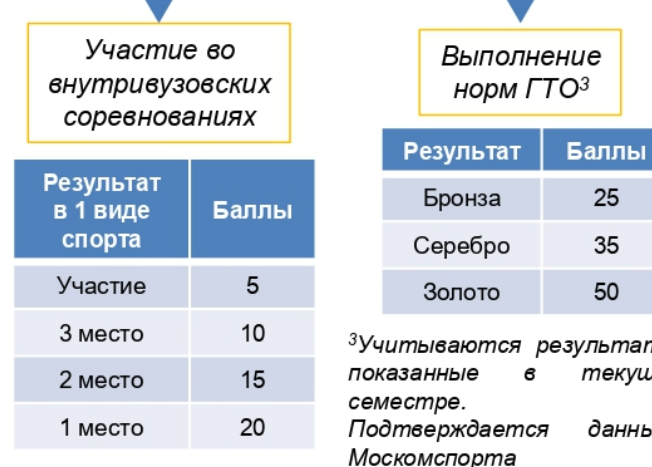 Участие во
внутривузовских
соревнованиях
Результат
в 1 виде
спорта
Баллы
Участие 5
3 место 10
2 место 15
1 место 20
Выполнение
норм ГТО³
Результат Баллы
Бронза 25
Серебро 35
Золото 50
³Учитываются
показанные в
семестре.
Подтверждается
Москомспорта